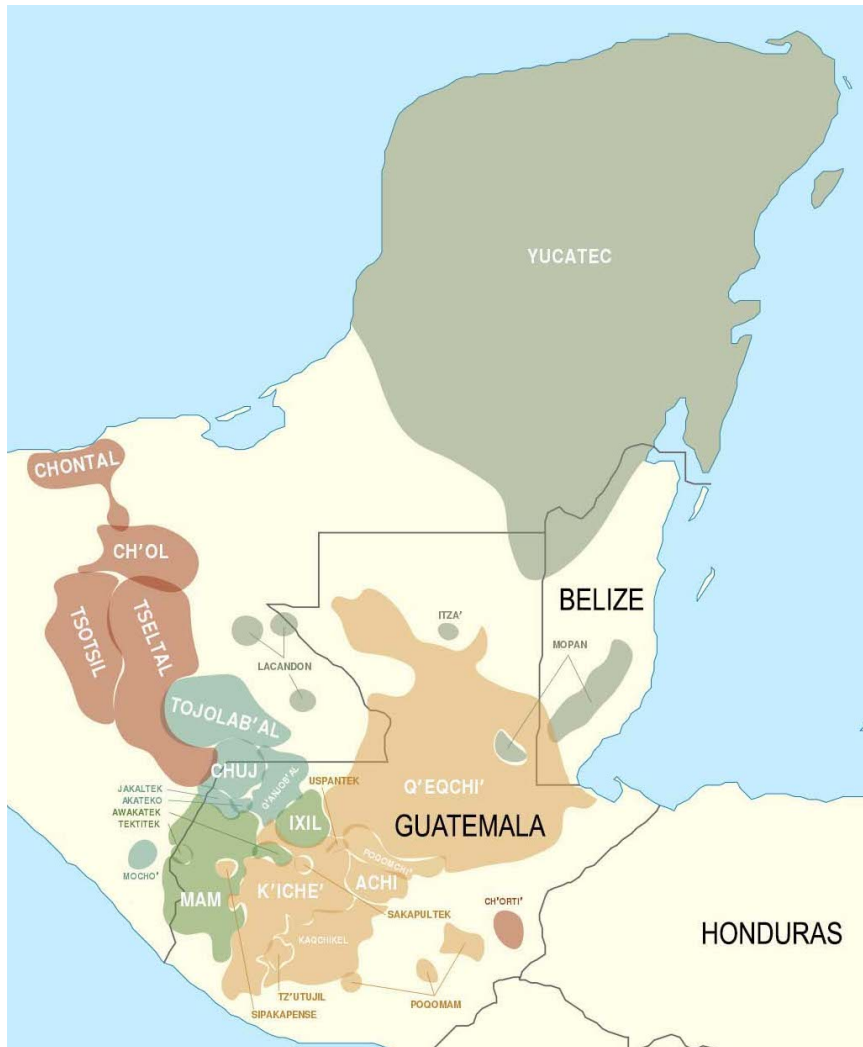 YUCATEC
CHONTAL
CH'OL
TSOTSIL
TSELTAL
BELIZE
ITZA'
MOPAN
LACANDON
TOJOLAB'AL
CHUJ
Q'ANJOB'AL
Q'EQCHI'
USPANTEK
JAKALTEK
AKATEKO
AWAKATEK
TEKTITEK
IXIL
GUATEMALA
POQOMCHI'
MOCHO'
MAM
K'ICHE'
ACHI
SAKAPULTEK
CH'ORTI'
HONDURAS
KAQCHIKEL
TZ'UTUJIL
POQOMAM
SIPAKAPENSE